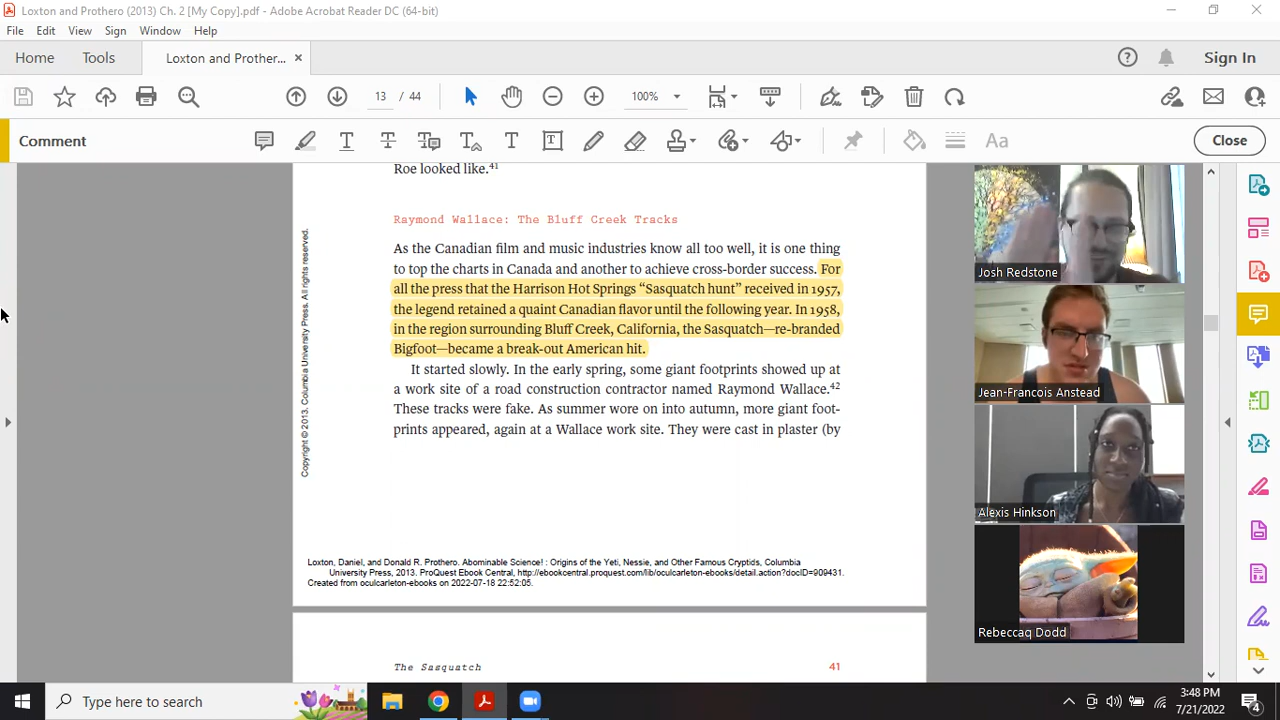 Loxton and Prothero (2013) Ch. 2 [My Copy].pdf - Adobe Acrobat Reader DC (64-bit)
File Edit View Sign Window Help
Home Tools Loxton and Prother... × Sign In
13 / 44 100%
Comment Close
Roe looked like.41
Raymond Wallace: The Bluff Creek Tracks
As the Canadian film and music industries know all too well, it is one thing
to top the charts in Canada and another to achieve cross-border success. For
all the press that the Harrison Hot Springs “Sasquatch hunt” received in 1957,
the legend retained a quaint Canadian flavor until the following year. In 1958,
in the region surrounding Bluff Creek, California, the Sasquatch—re-branded
Bigfoot—became a break-out American hit.
It started slowly. In the early spring, some giant footprints showed up at
a work site of a road construction contractor named Raymond Wallace.42
These tracks were fake. As summer wore on into autumn, more giant foot-
prints appeared, again at a Wallace work site. They were cast in plaster (by
Copyright © 2013. Columbia University Press. All rights reserved.
Loxton, Daniel, and Donald R. Prothero. Abominable Science! : Origins of the Yeti, Nessie, and Other Famous Cryptids, Columbia
University Press, 2013. ProQuest Ebook Central, http://ebookcentral.proquest.com/lib/oculcarleton-ebooks/detail.action?docID=909431.
Created from oculcarleton-ebooks on 2022-07-18 22:52:05.
The Sasquatch 41
Josh Redstone
Jean-Francois Anstead
Alexis Hinkson
Rebeccaq Dodd
Type here to search
3:48 PM
7/21/2022
4